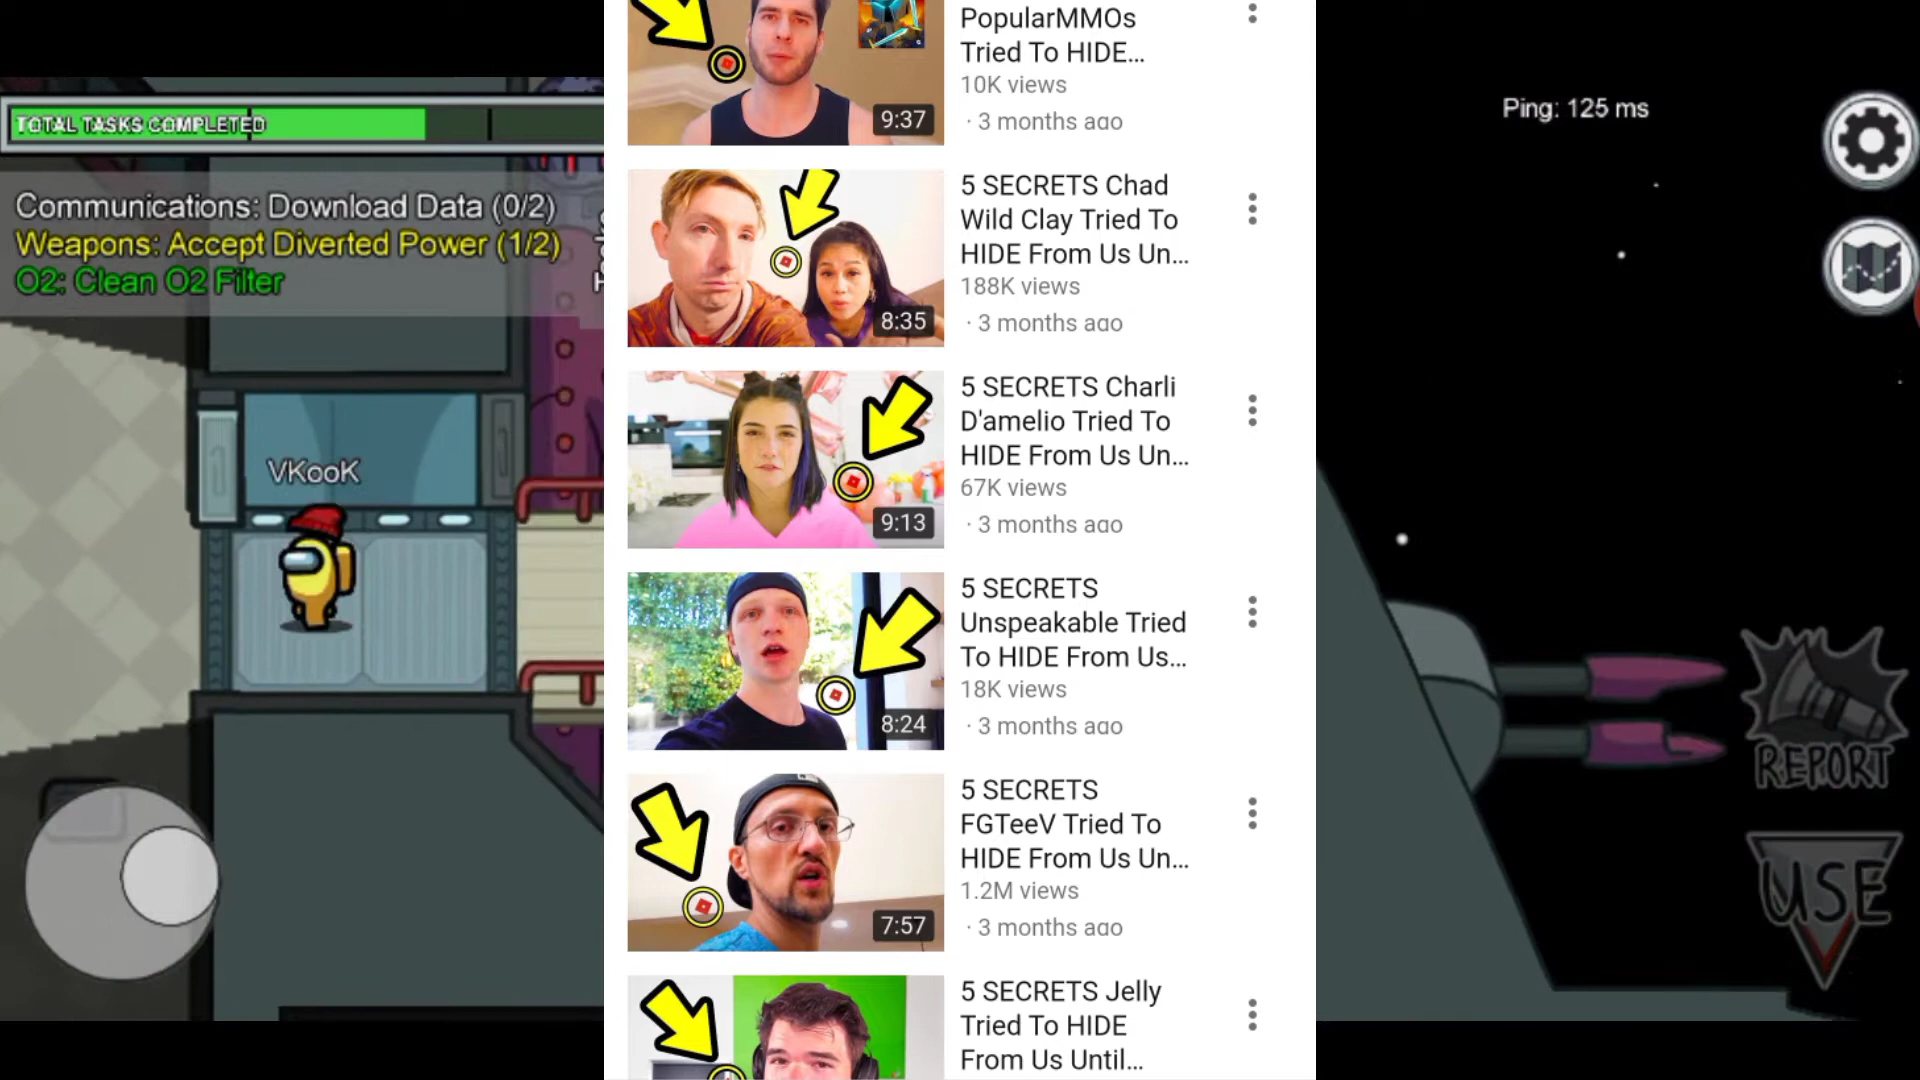 TOTAL TASKS COMPLETED
Communications: Download Data (0/2)
Weapons: Accept Diverted Power (1/2)
O2: Clean O2 Filter
VKooK
PopularMMOs
Tried To HIDE...
10K views
· 3 months ago
9:37
5 SECRETS Chad
Wild Clay Tried To
HIDE From Us Un...
188K views
· 3 months ago
8:35
5 SECRETS Charli
D'amelio Tried To
HIDE From Us Un...
67K views
· 3 months ago
9:13
5 SECRETS
Unspeakable Tried
To HIDE From Us...
18K views
· 3 months ago
8:24
5 SECRETS
FGTeeV Tried To
HIDE From Us Un...
1.2M views
· 3 months ago
7:57
5 SECRETS Jelly
Tried To HIDE
From Us Until...
Ping: 125 ms
REPORT
USE